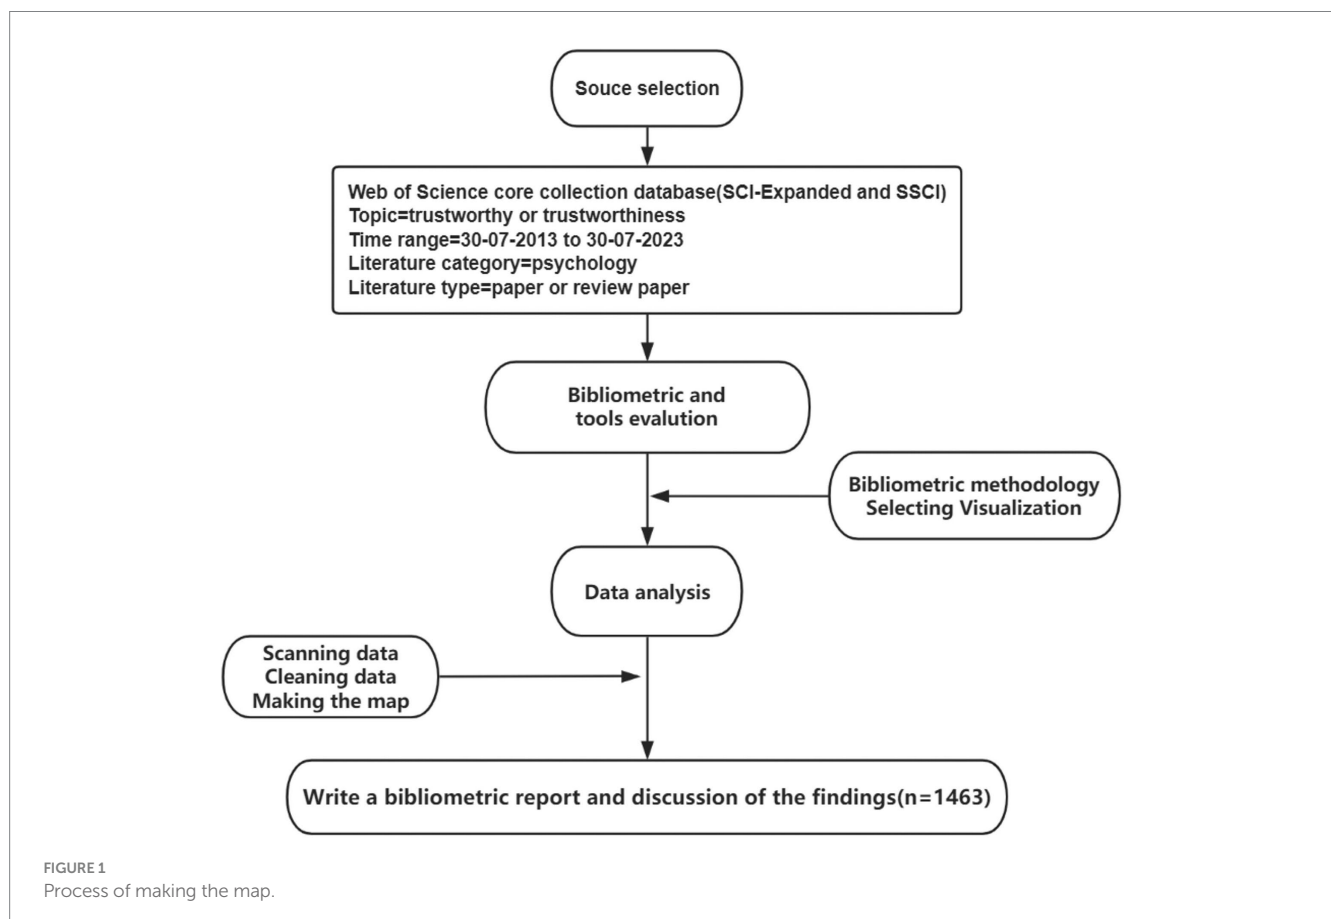 Souce selection
Web of Science core collection database(SCI-Expanded and SSCI)
Topic=trustworthy or trustworthiness
Time range=30-07-2013 to 30-07-2023
Literature category=psychology
Literature type=paper or review paper
Bibliometric and
tools evalution
Bibliometric methodology
Selecting Visualization
Data analysis
Scanning data
Cleaning data
Making the map
Write a bibliometric report and discussion of the findings(n=1463)
FIGURE 1
Process of making the map.